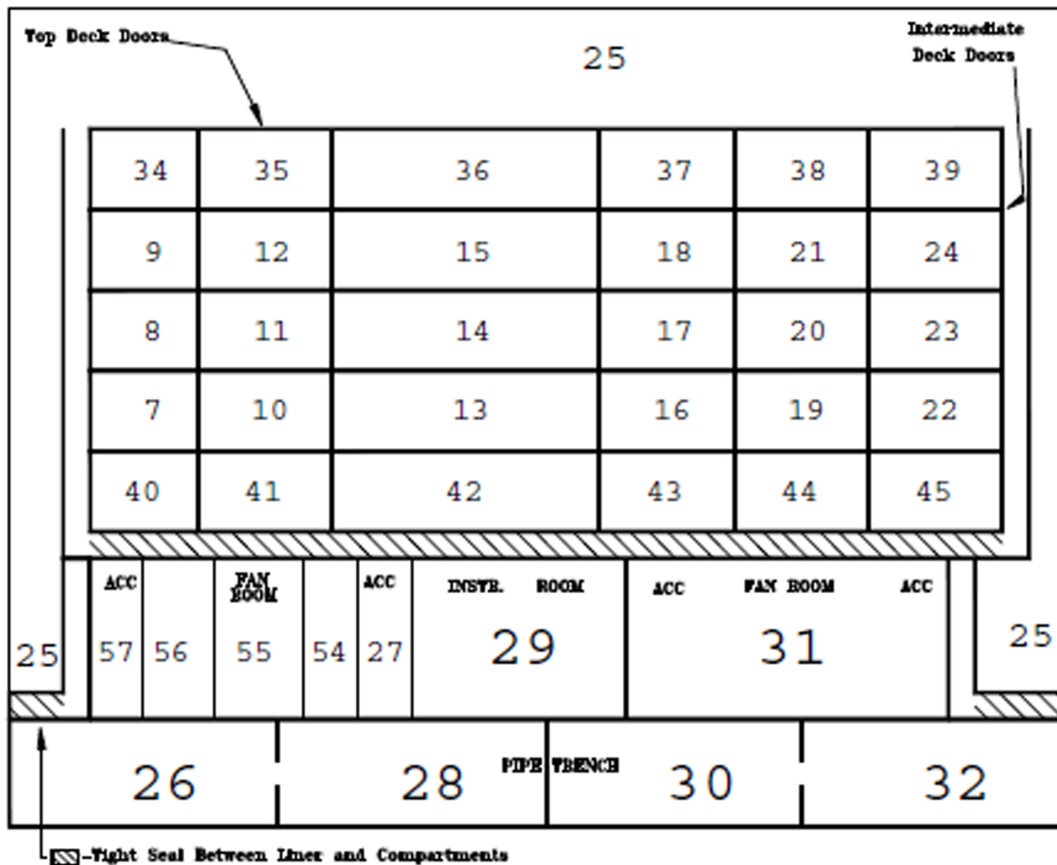 Top Deck Doors
25
Intermediate
Deck Doors
34 35 36 37 38 39
9 12 15 18 21 24
8 11 14 17 20 23
7 10 13 16 19 22
40 41 42 43 44 45
ACC FAN ROOM ACC INSTR. ROOM ACC FAN ROOM ACC
25 57 56 55 54 27 29 31 25
PIPE TRENCH
26 28 30 32
-Tight Seal Between Liner and Compartments